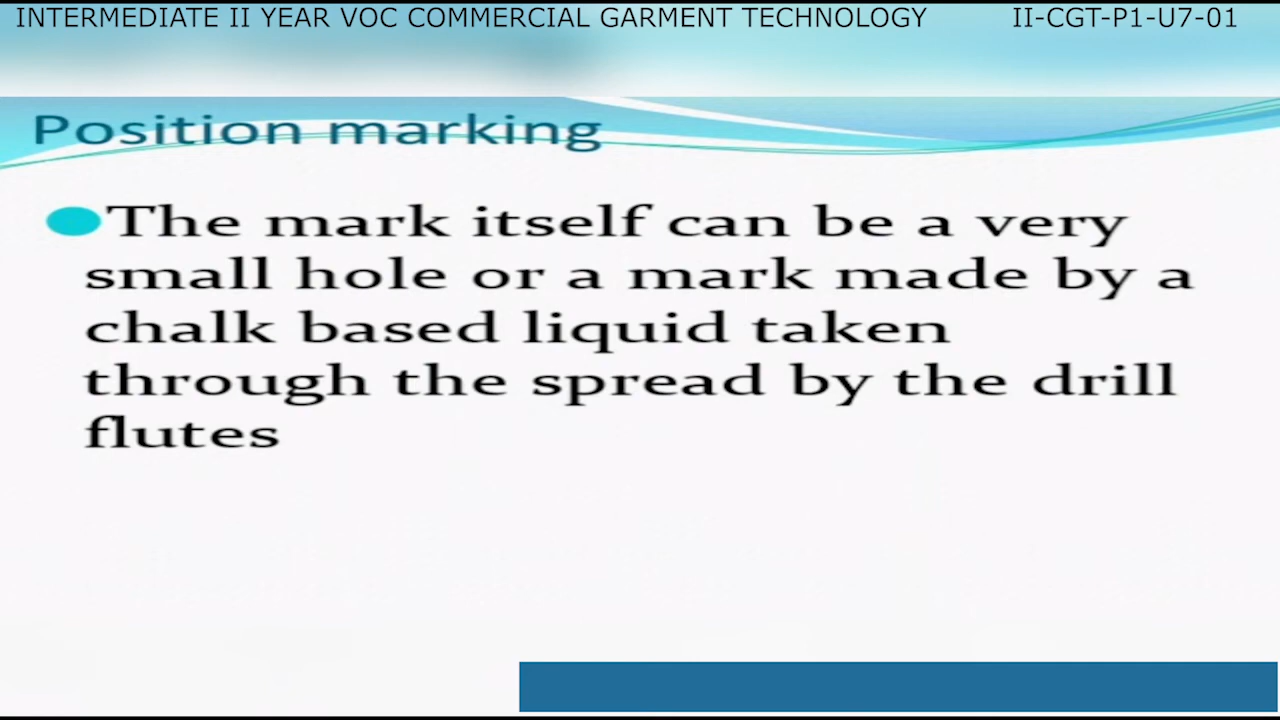 INTERMEDIATE II YEAR VOC COMMERCIAL GARMENT TECHNOLOGY II-CGT-P1-U7-01
Position marking
The mark itself can be a very
small hole or a mark made by a
chalk based liquid taken
through the spread by the drill
flutes